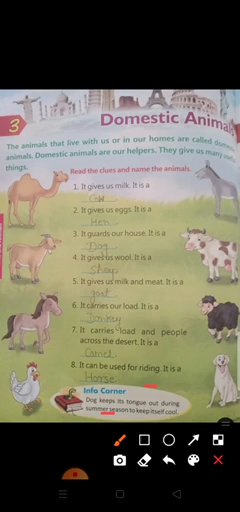 3
Domestic Anima
The animals that live with us or in our homes are called
animals. Domestic animals are our helpers. They give us many
things.
Read the clues and name the animals.
1. It gives us milk. It is a
Cow
2. It gives us eggs. It is a
Hen
3. It guards our house. It is a
Dog
4. It gives us wool. It is a
Sheep
5. It gives us milk and meat. It is a
goat
6. It carries our load. It is a
Donkey
7. It carries load and people
across the desert. It is a
Camel
8. It can be used for riding. It is a
Horse
Info Corner
Dog keeps its tongue out during
summer season to keep itself cool.